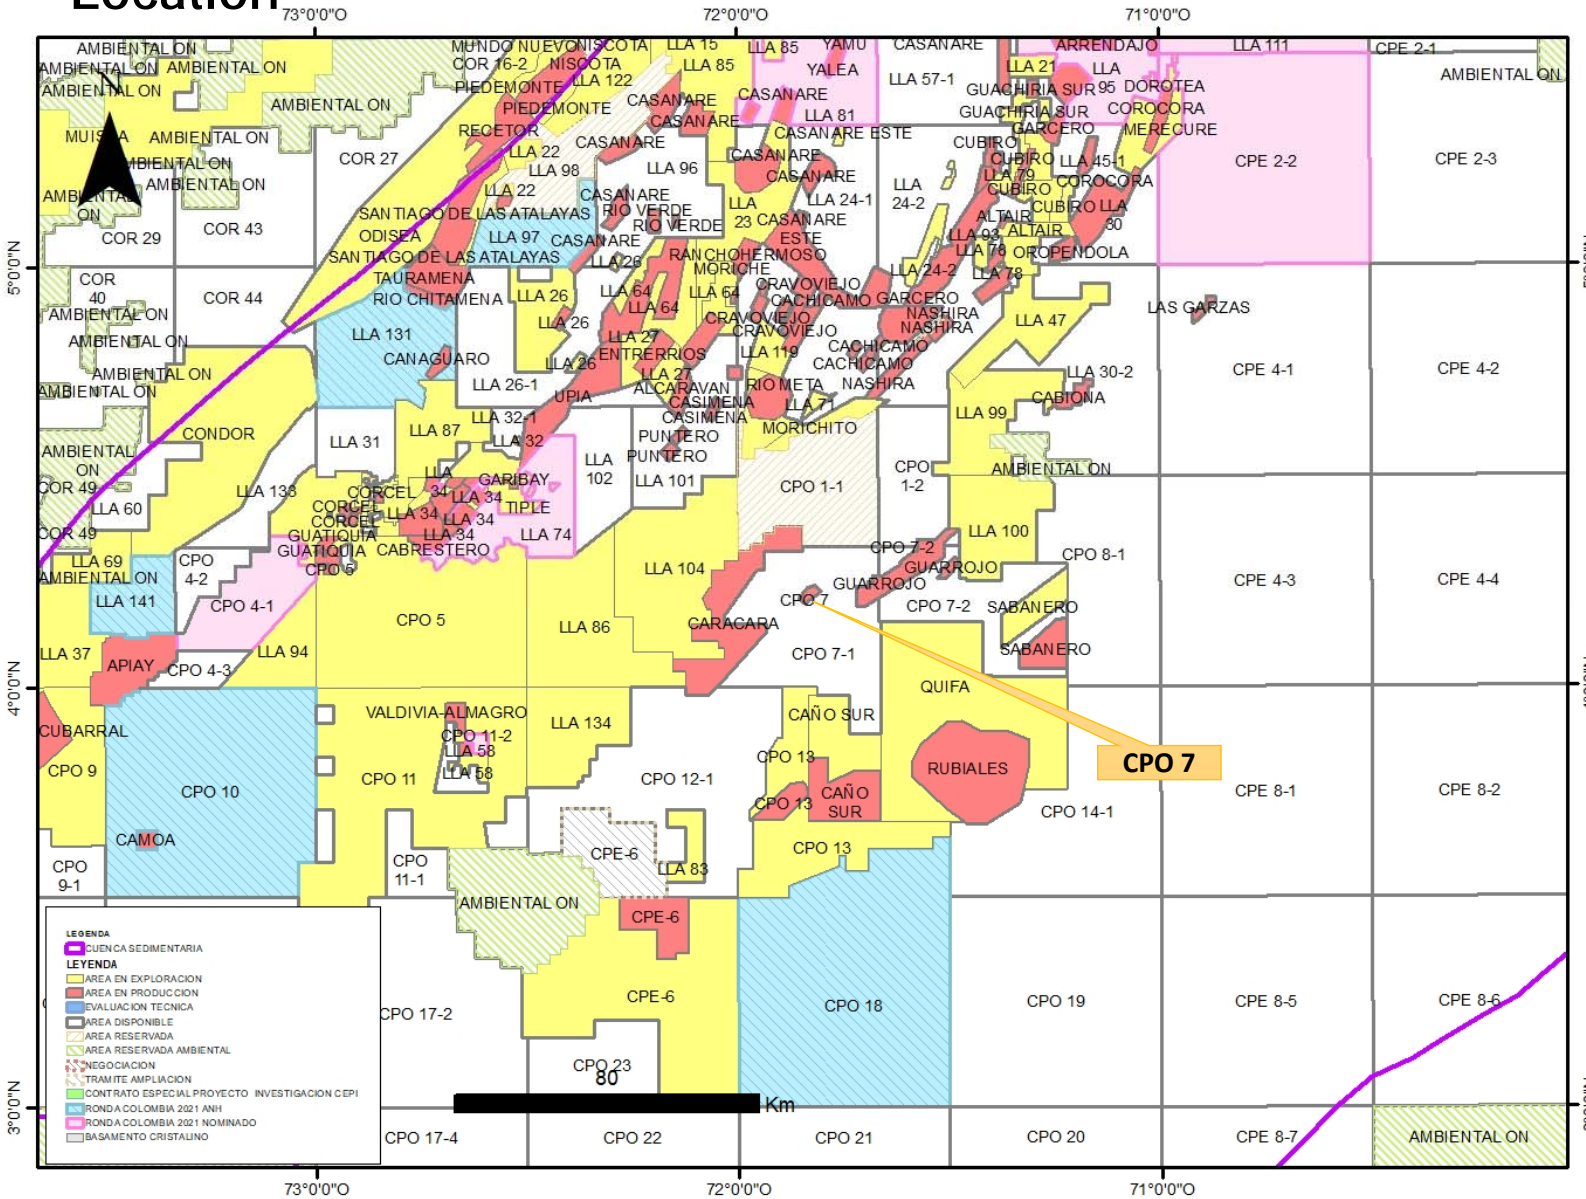 Location
73°0'0"O
72°0'0"O
71°0'0"O
AMBIENTAL ON
MUNDO NUEVO
NISCOTA
LLA 15
LLA 85
YAMU
CASANARE
ARRENDAJO
LLA 111
CPE 2-1
AMBIENTAL ON
AMBIENTAL ON
COR 16-2
NISCOTA
LLA 85
YALEA
LLA 57-1
LLA 21
LLA 95
DOROTEA
AMBIENTAL ON
N
AMBIENTAL ON
AMBIENTAL ON
PIEDEMONTE
LLA 122
CASANARE
CASANARE
GUACHIRIA SUR
PIEDEMONTE
CASANARE
LLA 81
GUACHIRIA SUR
COROCORA
MUISCA
AMBIENTAL ON
RECETOR
CASANARE
CASANARE ESTE
GARCERO
MERECURE
AMBIENTAL ON
COR 27
LLA 22
LLA 98
LLA 96
CASANARE
CUBIRO
CUBIRO
LLA 45-1
CPE 2-2
CPE 2-3
AMBIENTAL ON
LLA 22
CASANARE
CASANARE
LLA 24-2
LLA 79
CUBIRO
COROCORA
AMBIENTAL ON
SANTIAGO DE LAS ATALAYAS
RIO VERDE
RIO VERDE
LLA 23
LLA 24-1
CUBIRO
LLA 30
COR 29
COR 43
ODISEA
LLA 97
CASANARE
CASANARE ESTE
ALTAIR
ALTAIR
LLA 93
SANTIAGO DE LAS ATALAYAS
LLA 26
RANCHOHERMOSO
LLA 78
OROPENDOLA
5°0'0"N
COR 40
COR 44
TAURAMENA
MORICHE
LLA 24-2
LLA 78
RIO CHITAMENA
LLA 26
LLA 64
LLA 64
LLA 64
CRAVOVIEJO
CACHICAMO
GARCERO
LAS GARZAS
AMBIENTAL ON
LLA 131
LLA 26
CRAVOVIEJO
CRAVOVIEJO
NASHIRA
NASHIRA
LLA 47
AMBIENTAL ON
CANAGUARO
LLA 27
ENTRERRIOS
LLA 119
CACHICAMO
CACHICAMO
AMBIENTAL ON
AMBIENTAL ON
LLA 26-1
LLA 26
LLA 27
ALCARAVAN
RIO META
NASHIRA
LLA 30-2
CPE 4-1
CPE 4-2
UPIA
CASIMENA
CASIMENA
LLA 71
CABIONA
CONDOR
LLA 31
LLA 87
LLA 32-1
LLA 32
PUNTERO
PUNTERO
MORICHITO
LLA 99
AMBIENTAL ON
COR 49
LLA 60
COR 49
LLA 133
CORCEL
CORCEL
CORCEL
LLA 34
LLA 34
LLA 34
LLA 34
LLA 34
GARIBAY
TIPLE
LLA 102
LLA 101
CPO 1-1
CPO 1-2
AMBIENTAL ON
GUATIQUIA
GUATIQUIA
CABRESTERO
LLA 74
LLA 100
LLA 69
AMBIENTAL ON
CPO 4-2
CPO 5
LLA 104
CPO 7-2
GUARROJO
GUARROJO
CPO 8-1
CPE 4-3
CPE 4-4
LLA 141
CPO 4-1
CPO 5
LLA 86
CPO 7
CPO 7-2
SABANERO
CARACARA
LLA 37
APIAY
CPO 4-3
LLA 94
CPO 7-1
SABANERO
4°0'0"N
QUIFA
CUBARRAL
VALDIVIA-ALMAGRO
CPO 11-2
LLA 58
LLA 58
LLA 134
CAÑO SUR
CPO 9
CPO 10
CPO 11
CPO 12-1
CPO 13
CPO 13
CAÑO SUR
RUBIALES
CPO 7
CPO 14-1
CPE 8-1
CPE 8-2
CAMOA
CPO 9-1
CPO 11-1
CPE-6
LLA 83
CPO 13
AMBIENTAL ON
CPE-6
CPE-6
CPO 17-2
CPO 18
CPO 19
CPE 8-5
CPE 8-6
LEGENDA
CUENCA SEDIMENTARIA
LEYENDA
AREA EN EXPLORACION
AREA EN PRODUCCION
EVALUACION TECNICA
AREA DISPONIBLE
AREA RESERVADA
AREA RESERVADA AMBIENTAL
NEGOCIACION
TRAMITE AMPLIACION
CONTRATO ESPECIAL PROYECTO INVESTIGACION CEPI
RONDA COLOMBIA 2021 ANH
RONDA COLOMBIA 2021 NOMINADO
BASAMENTO CRISTALINO
CPO 23
80
Km
3°0'0"N
CPO 17-4
CPO 22
CPO 21
CPO 20
CPE 8-7
AMBIENTAL ON
73°0'0"O
72°0'0"O
71°0'0"O